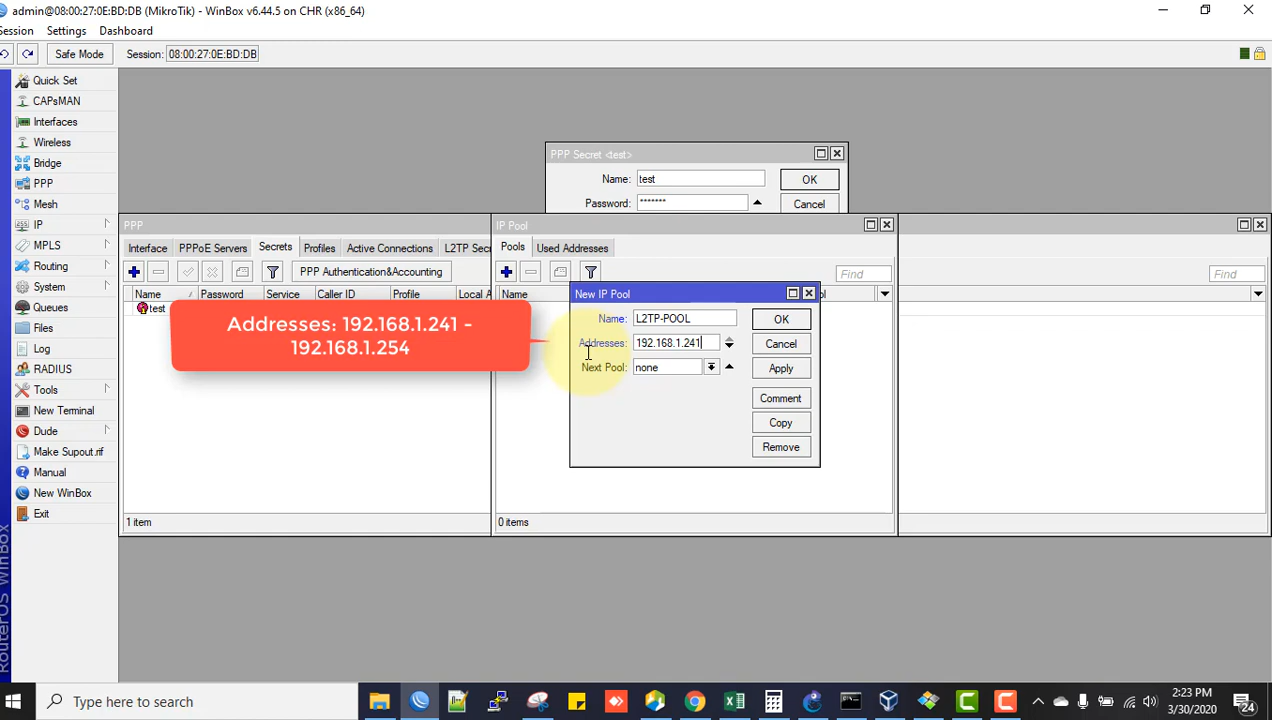 admin@08:00:27:0E:BD:DB (MikroTik) - WinBox v6.44.5 on CHR (x86_64)
Session Settings Dashboard
Safe Mode Session: 08:00:27:0E:BD:DB
Quick Set
CAPsMAN
Interfaces
Wireless
Bridge
PPP
Mesh
IP
MPLS
Routing
System
Queues
Files
Log
RADIUS
Tools
New Terminal
Dude
Make Supout.rif
Manual
New WinBox
Exit
RouterOS WinBox
PPP Secret <test>
Name: test OK
Password: ******* Cancel
PPP
Interface PPPoE Servers Secrets Profiles Active Connections L2TP Secr
PPP Authentication&Accounting
Name Password Service Caller ID Profile Local A
test
1 item
Addresses: 192.168.1.241 -
192.168.1.254
IP Pool
Pools Used Addresses
Find
Name
0 items
New IP Pool
Name: L2TP-POOL OK
Addresses: 192.168.1.241 Cancel
Next Pool: none Apply
Comment
Copy
Remove
Find
Type here to search
2:23 PM
3/30/2020
24